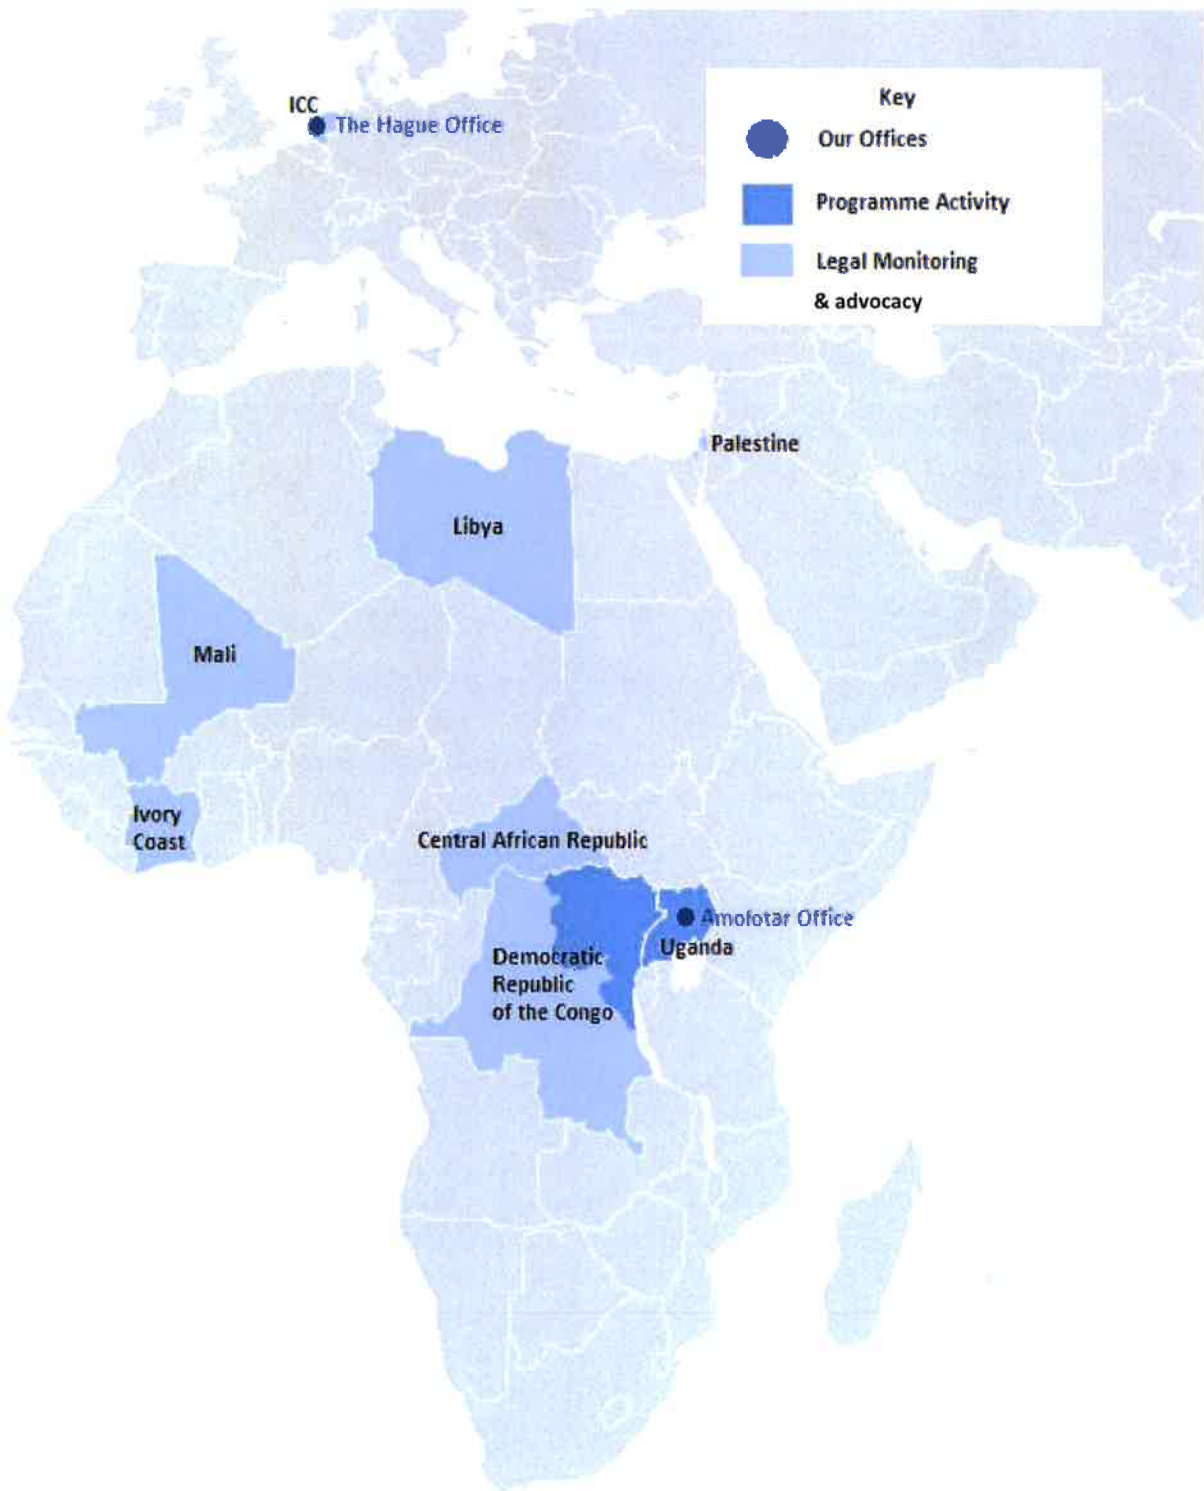 ICC
The Hague Office
Key
Our Offices
Programme Activity
Legal Monitoring
& advocacy
Palestine
Libya
Mali
Ivory
Coast
Central African Republic
Amolotar Office
Uganda
Democratic
Republic
of the Congo